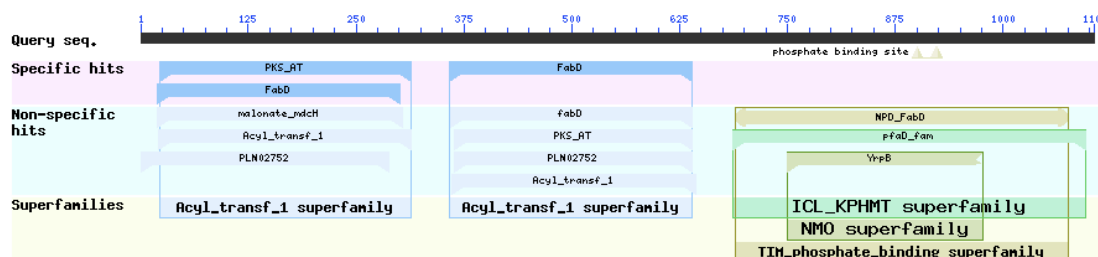 1 125 250 375 500 625 750 875 1000 110
Query seq.
phosphate binding site
Specific hits PKS_AT FabD
FabD
Non-specific hits malonate_mdcH fabD NPD_FabD
Acyl_transf_1 PKS_AT pfaD_fam
PLN02752 PLN02752 YrpB
Acyl_transf_1
Superfamilies Acyl_transf_1 superfamily Acyl_transf_1 superfamily ICL_KPHMT superfamily
NMO superfamily
TIM_phosphate_binding superfamily